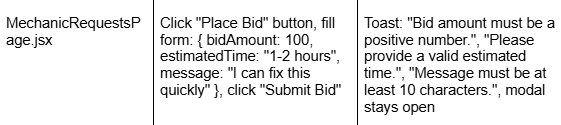 MechanicRequestsP
age.jsx
Click "Place Bid" button, fill
form: { bidAmount: 100,
estimatedTime: "1-2 hours",
message: "I can fix this
quickly" }, click "Submit Bid"
Toast: "Bid amount must be a
positive number.", "Please
provide a valid estimated
time.", "Message must be at
least 10 characters.", modal
stays open